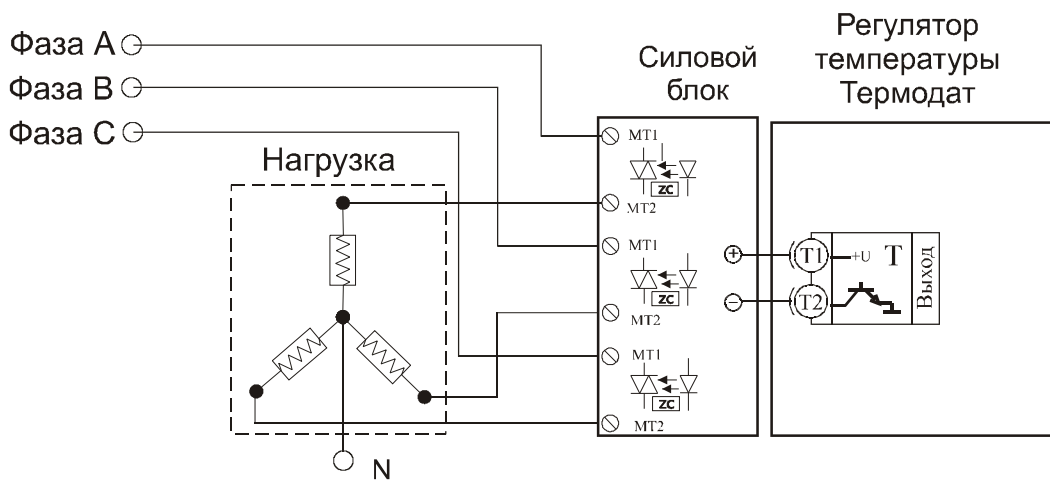 Фаза A
Фаза B
Фаза C
Нагрузка
N
Силовой
блок
MT1
ZC
MT2
MT1
ZC
MT2
MT1
ZC
MT2
+
−
Регулятор
температуры
Термодат
T1
+U
T
T2
Выход